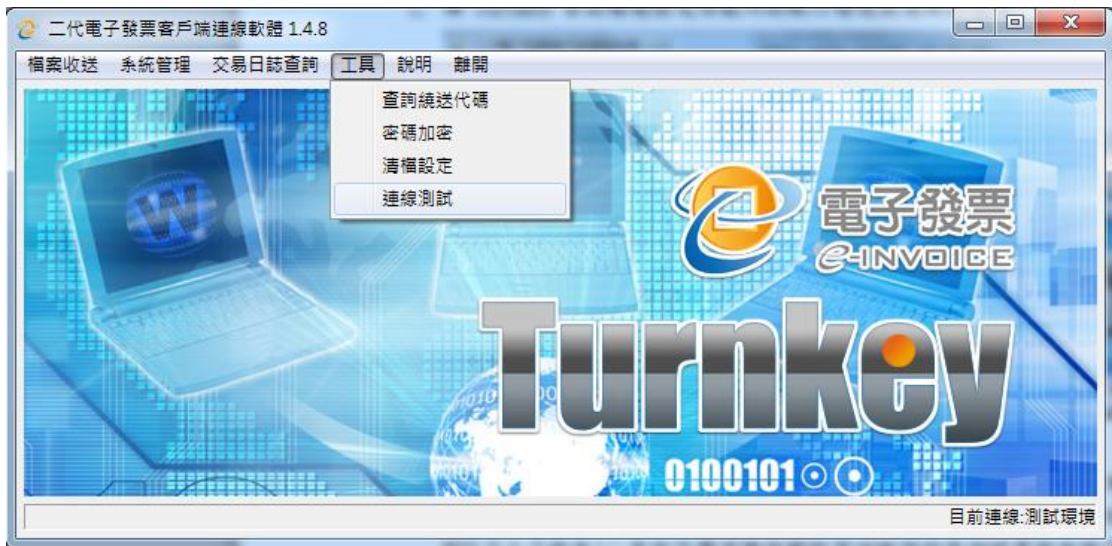 二代電子發票客戶端連線軟體 1.4.8
檔案收送 系統管理 交易日誌查詢 工具 說明 離開
查詢繞送代碼
密碼加密
清檔設定
連線測試
W
電子發票
e-INVOICE
Turnkey
0100101
目前連線:測試環境